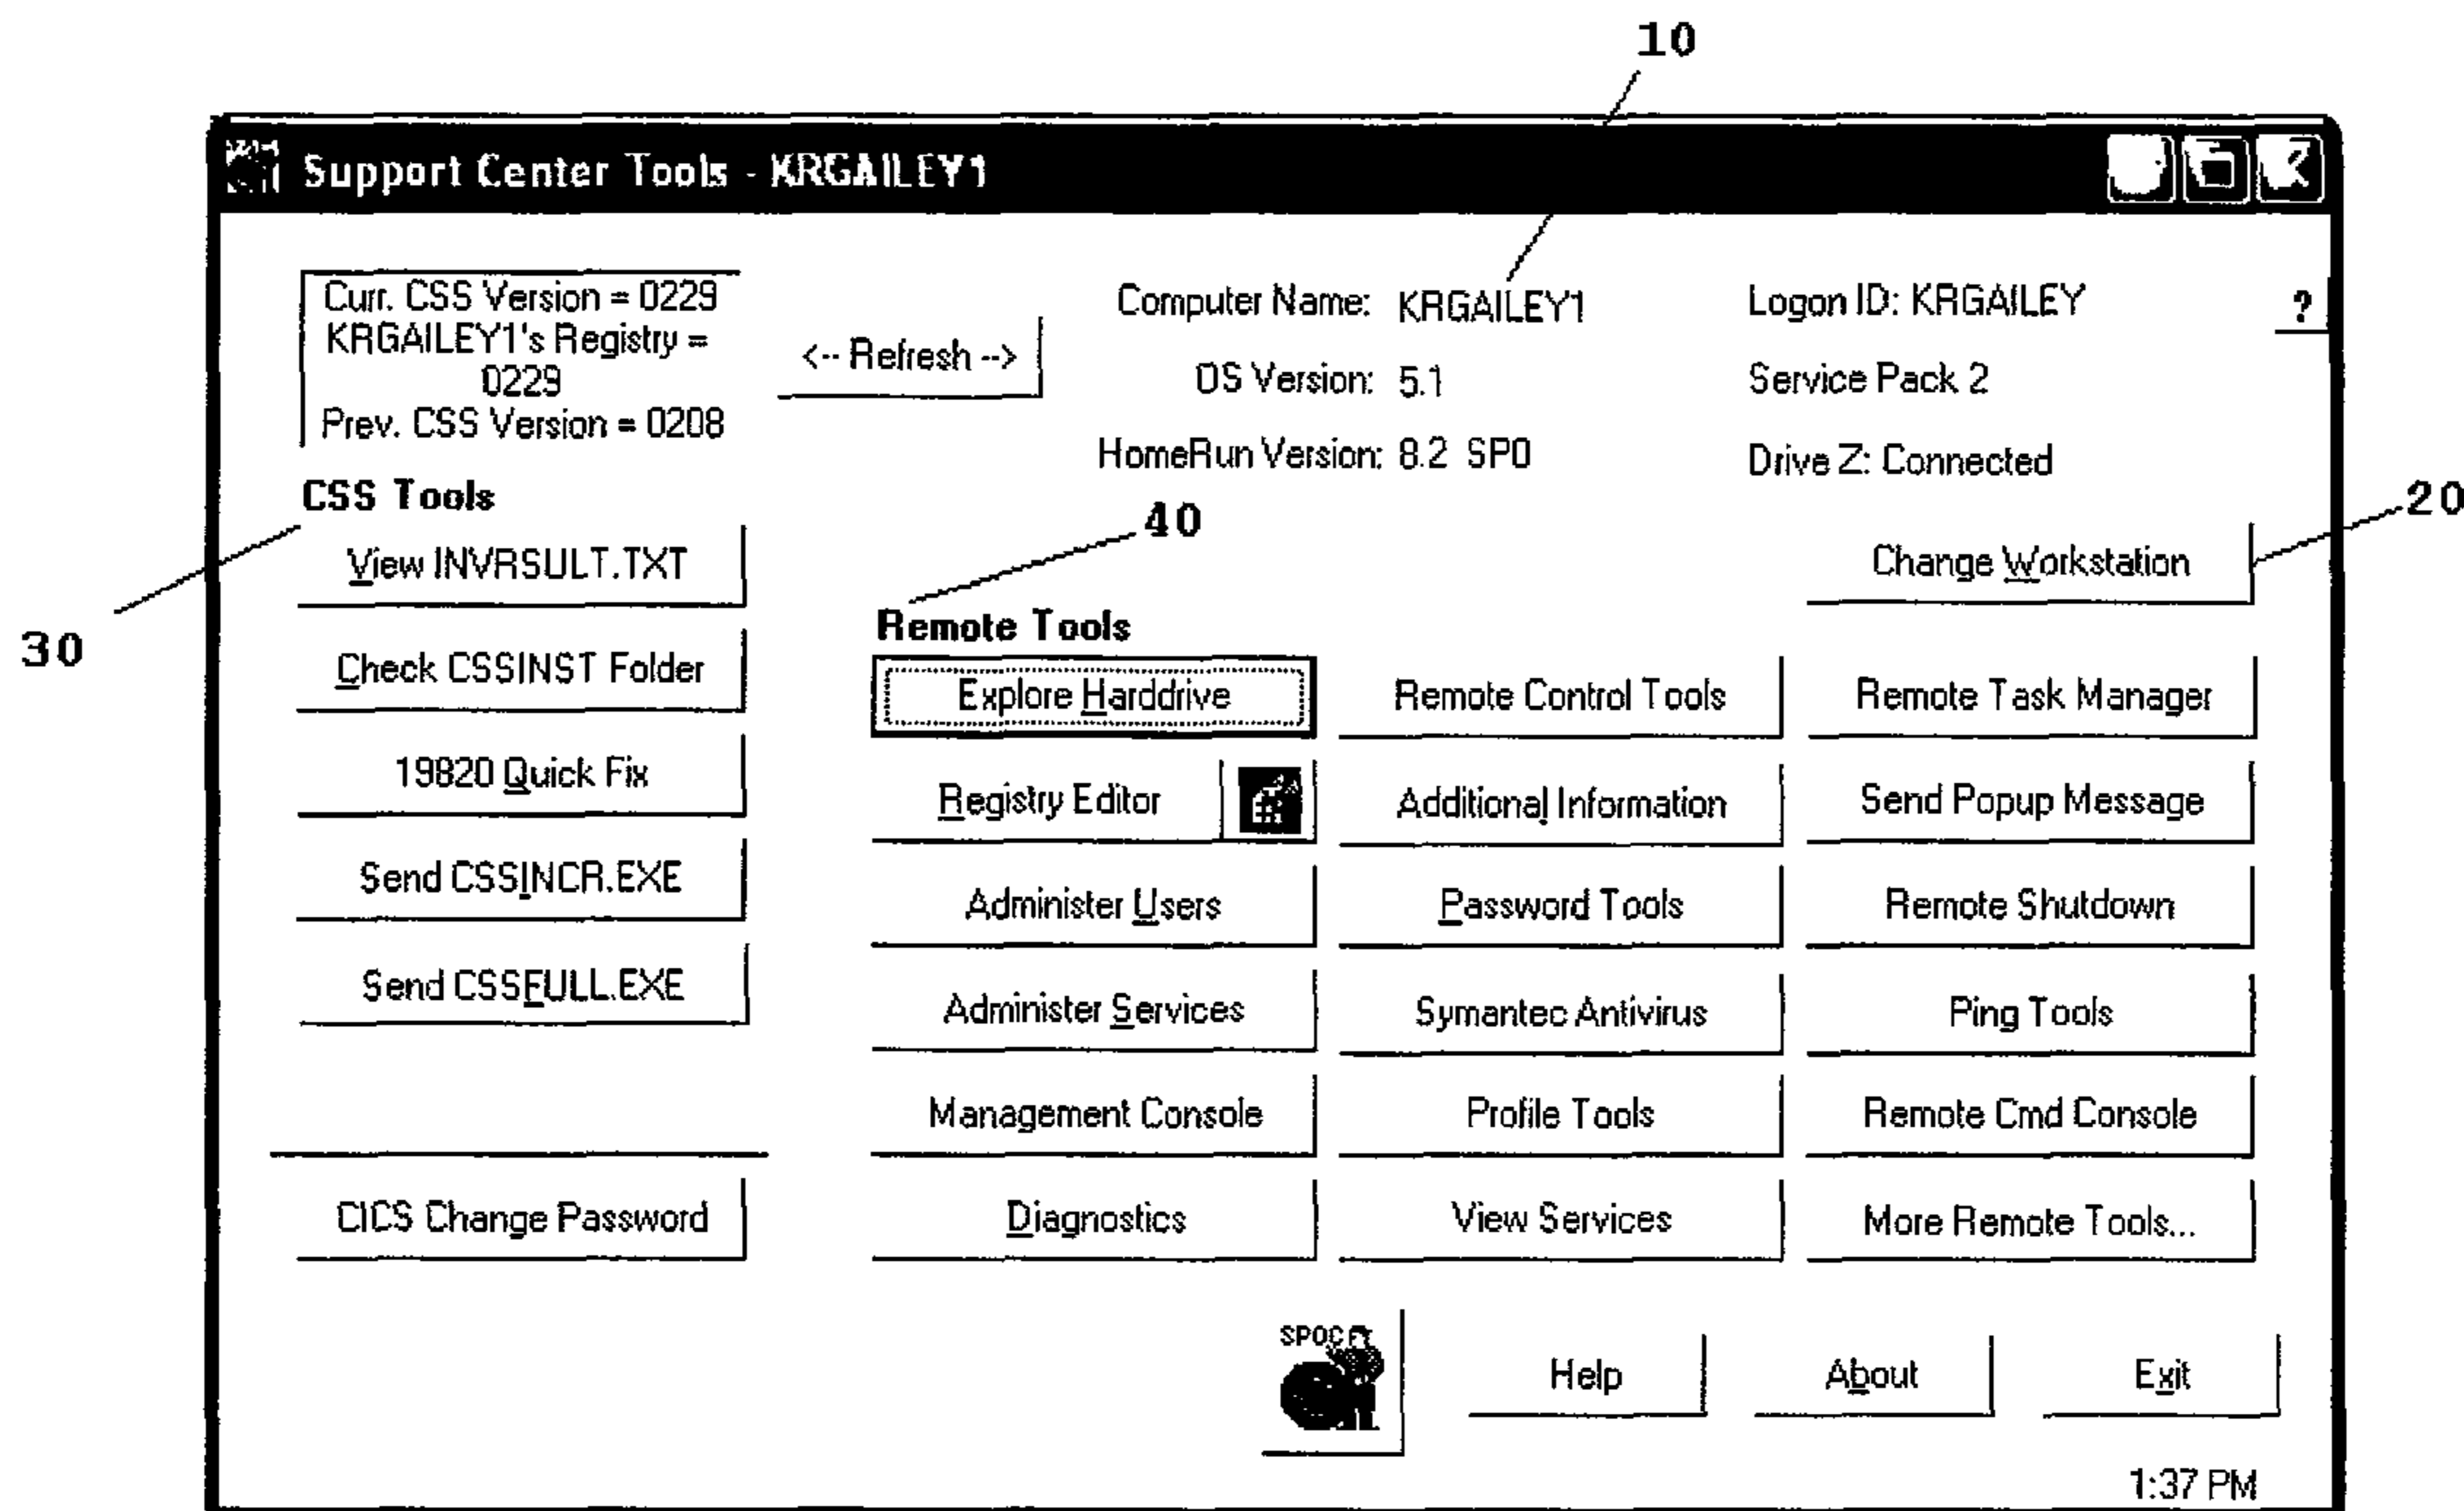 10
Support Center Tools - KRGAILEY1
Curr. CSS Version = 0229
KRGAILEY1's Registry =
0229
Prev. CSS Version = 0208
<-- Refresh -->
Computer Name: KRGAILEY1
Logon ID: KRGAILEY
?
OS Version: 5.1
Service Pack 2
HomeRun Version: 8.2 SP0
Drive Z: Connected
CSS Tools
40
20
View INVRSULT.TXT
Change Workstation
30
Remote Tools
Check CSSINST Folder
Explore Harddrive
Remote Control Tools
Remote Task Manager
19820 Quick Fix
Registry Editor
Additional Information
Send Popup Message
Send CSSINCR.EXE
Administer Users
Password Tools
Remote Shutdown
Send CSSFULL.EXE
Administer Services
Symantec Antivirus
Ping Tools
Management Console
Profile Tools
Remote Cmd Console
CICS Change Password
Diagnostics
View Services
More Remote Tools...
Help
About
Exit
1:37 PM